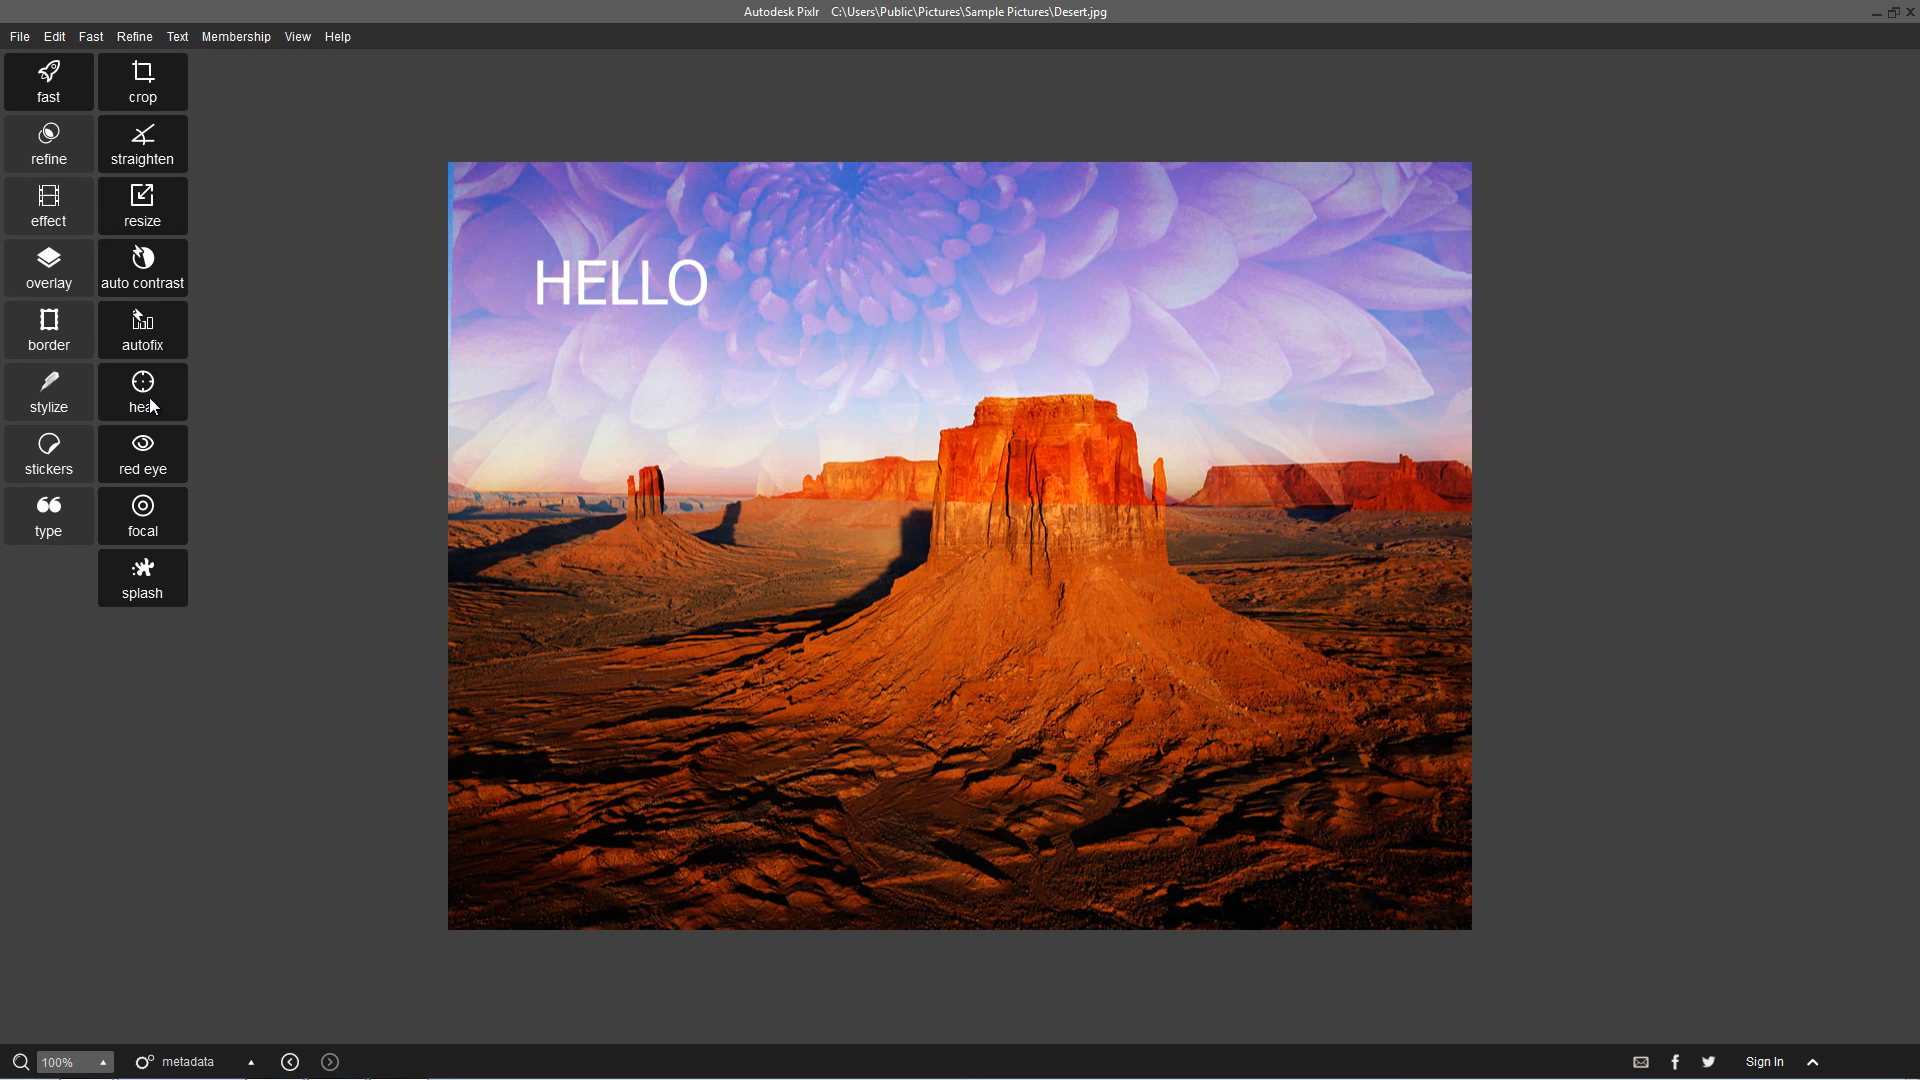 Autodesk Pixlr C:\Users\Public\Pictures\Sample Pictures\Desert.jpg
File Edit Fast Refine Text Membership View Help
fast crop
refine straighten
effect resize
overlay auto contrast
border autofix
stylize
stickers red eye
type focal
splash
HELLO
100% metadata Sign In